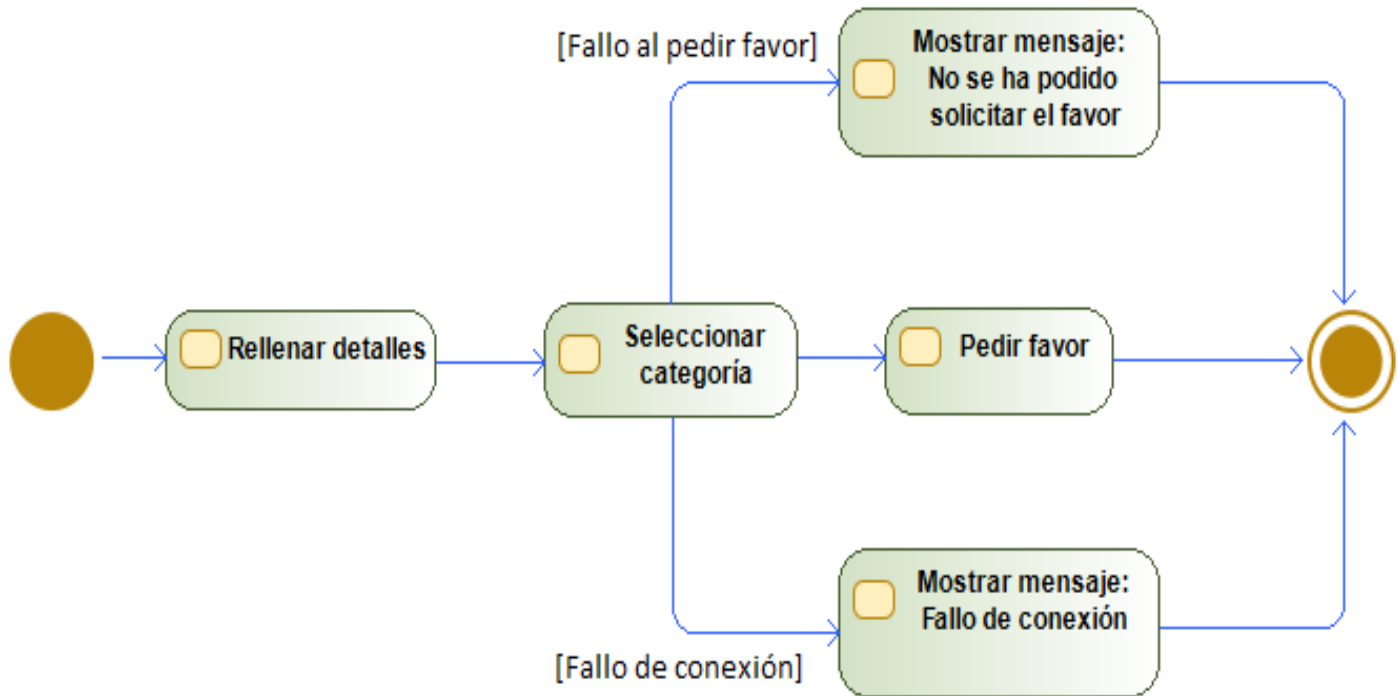 [Fallo al pedir favor]
Mostrar mensaje:
No se ha podido
solicitar el favor
Rellenar detalles
Seleccionar
categoría
Pedir favor
Mostrar mensaje:
Fallo de conexión
[Fallo de conexión]